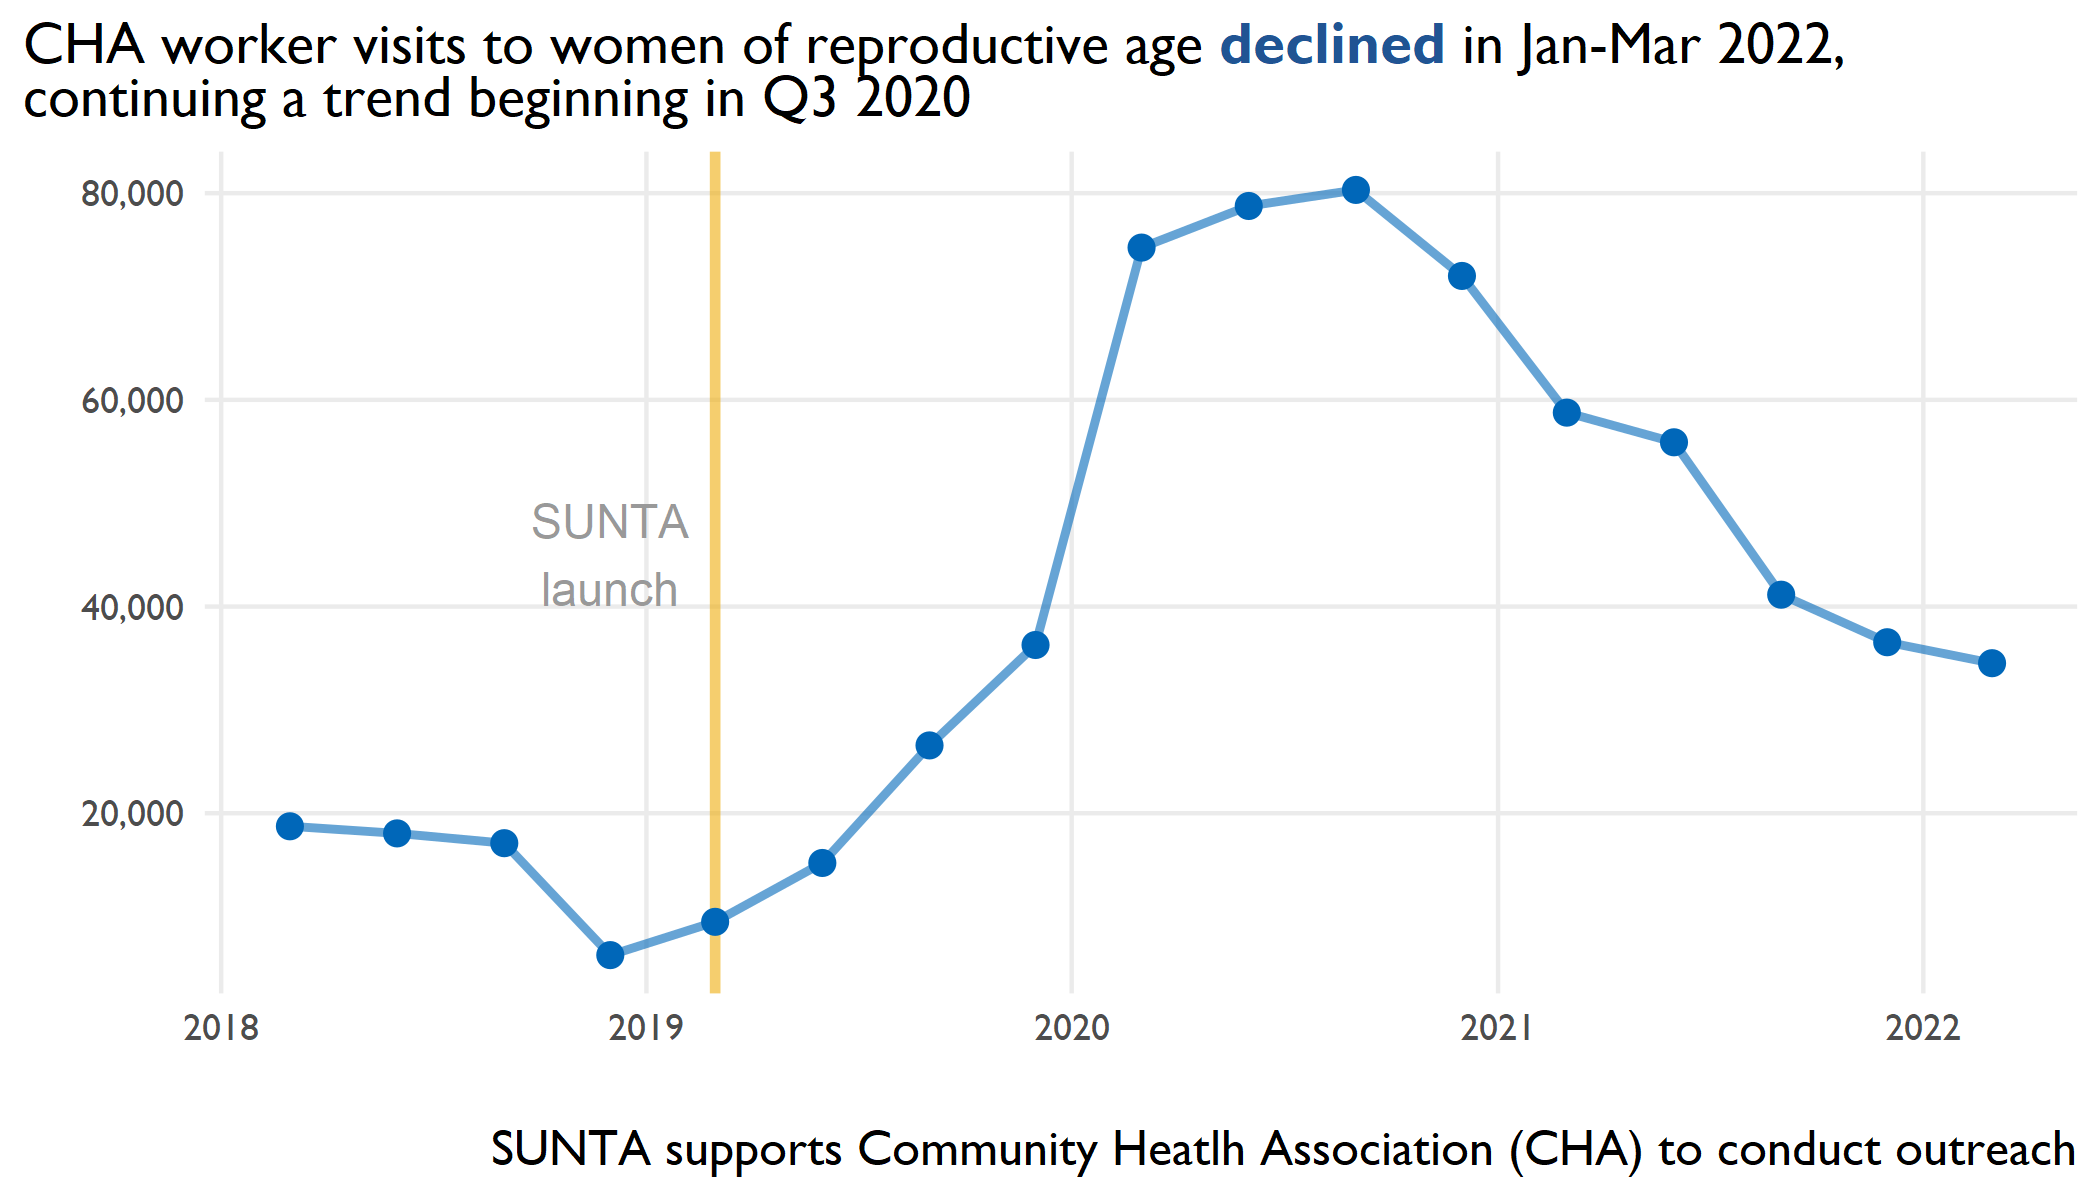 CHA worker visits to women of reproductive age declined in Jan-Mar 2022,
continuing a trend beginning in Q3 2020
80,000
60,000
SUNTA
launch
40,000
20,000
2018 2019 2020 2021 2022
SUNTA supports Community Heatlh Association (CHA) to conduct outreach